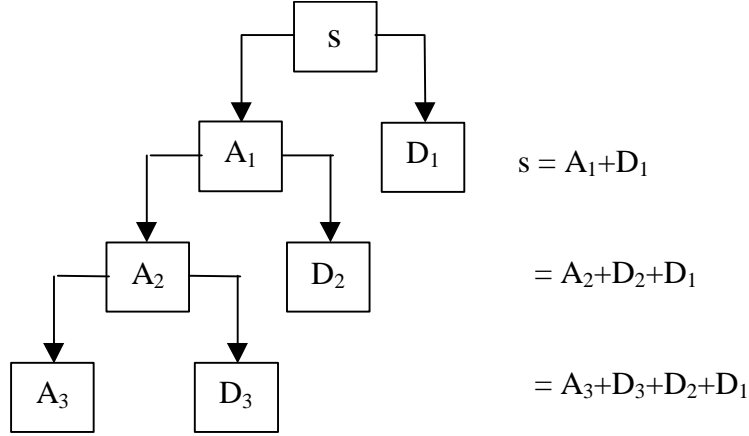 s
A₁ D₁ s = A₁+D₁
A₂ D₂ = A₂+D₂+D₁
A₃ D₃ = A₃+D₃+D₂+D₁